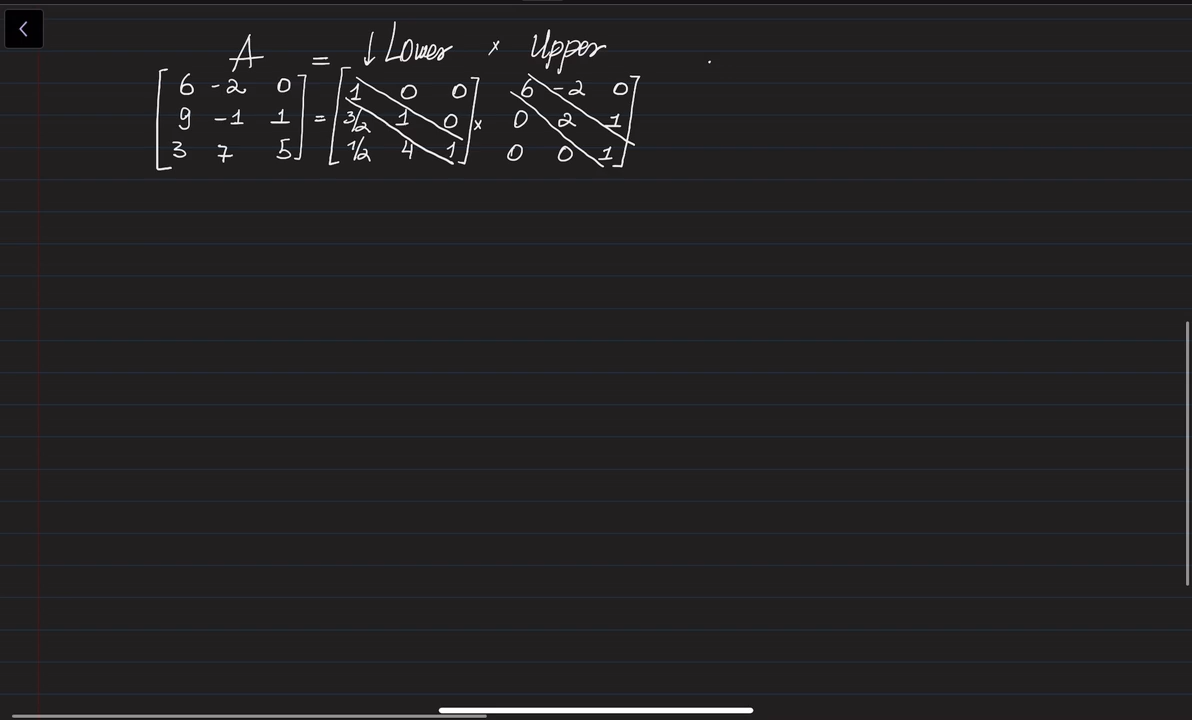 A = ↓ Lower × Upper
[ 6 -2 0 ] = [ 1 0 0 ] × 6 -2 0 ]
[ 9 -1 1 ] = [ 3/2 1 0 ] × 0 2 1 ]
[ 3 7 5 ] [ 1/2 4 1 ] 0 0 1 ]